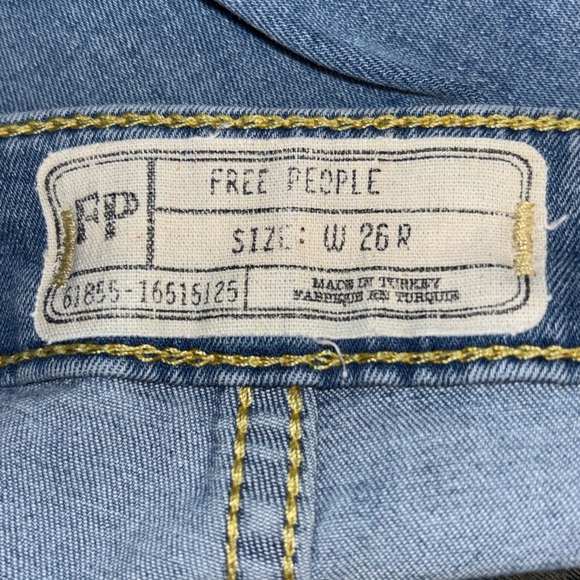 FP
FREE PEOPLE
SIZE: W 26 R
61855-16515125
MADE IN TURKEY
FABRIQUE EN TURQUIE